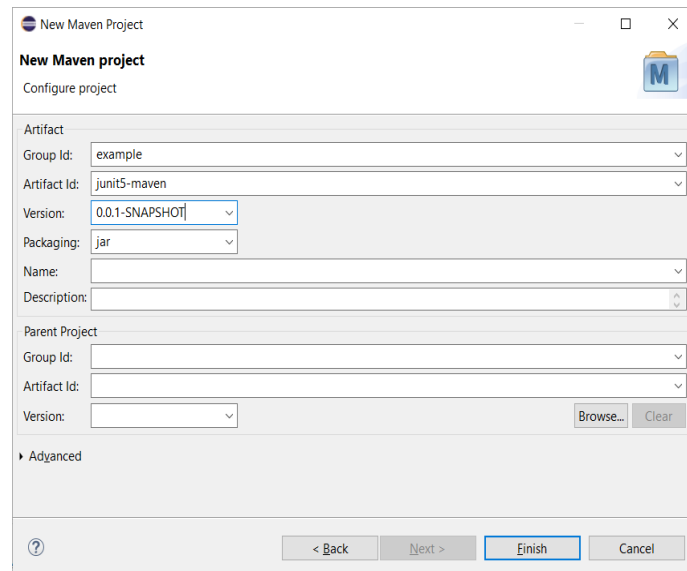 New Maven Project
New Maven project
Configure project
M
Artifact
Group Id: example
Artifact Id: junit5-maven
Version: 0.0.1-SNAPSHOT
Packaging: jar
Name:
Description:
Parent Project
Group Id:
Artifact Id:
Version: Browse... Clear
Advanced
? < Back Next > Finish Cancel